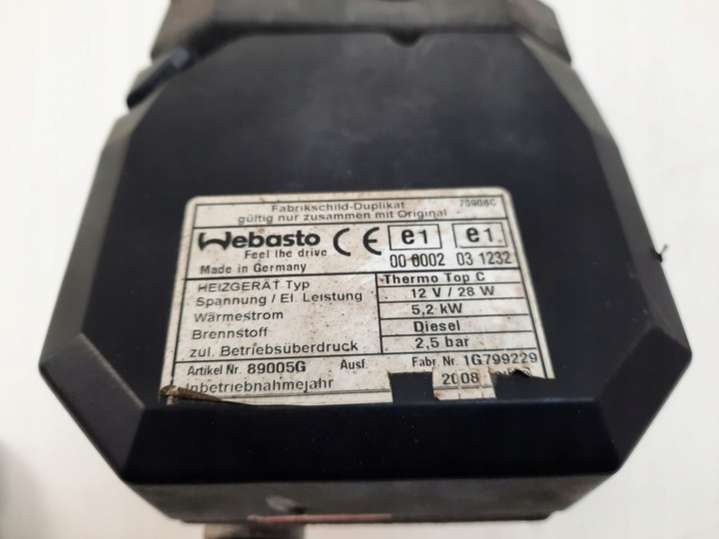 Fabrikschild-Duplikat 75908C
gültig nur zusammen mit Original
Webasto CE e1 e1
Feel the drive
Made in Germany 00 0002 03 1232
HEIZGERÄT Typ Thermo Top C
Spannung / El. Leistung 12 V / 28 W
Wärmestrom 5,2 kW
Brennstoff Diesel
zul. Betriebsüberdruck 2,5 bar
Artikel Nr. 89005G Ausf. Fabr. Nr. 1G799229
Inbetriebnahmejahr 2008